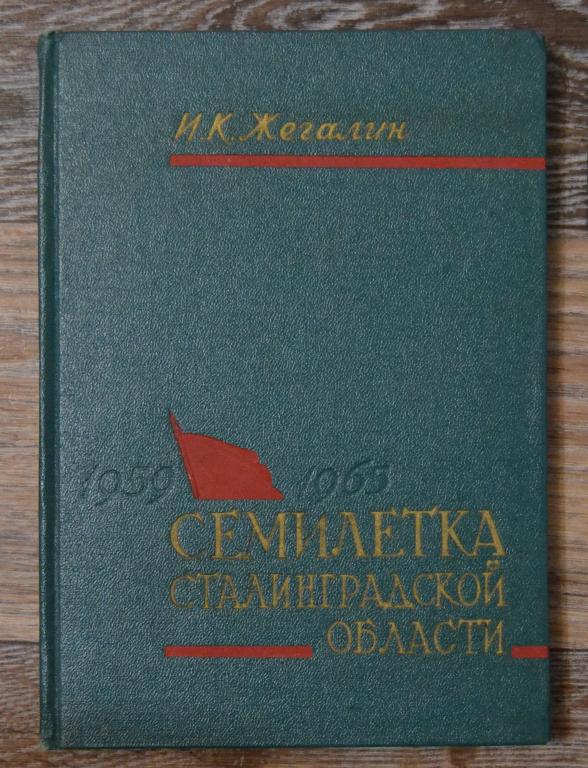 И.К. Жегалин
1959 1965
СЕМИЛЕТКА
СТАЛИНГРАДСКОЙ
ОБЛАСТИ